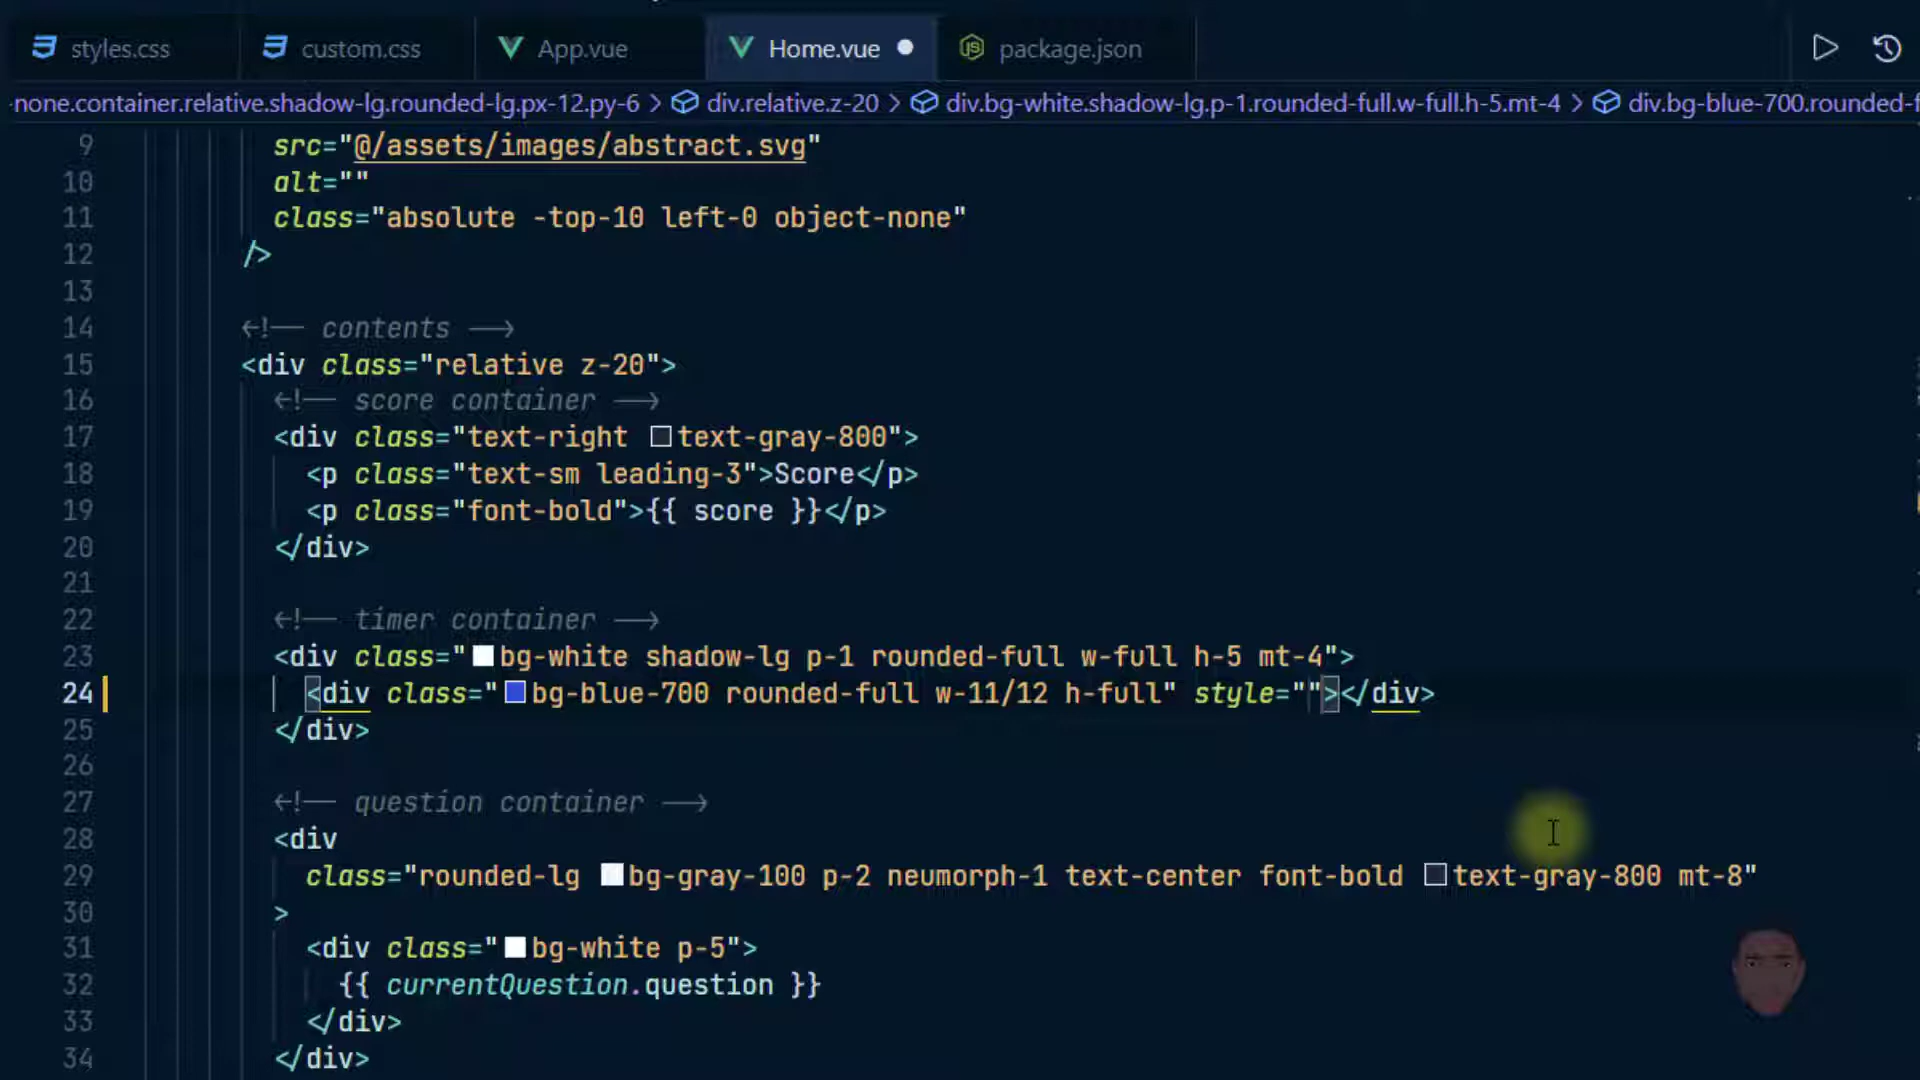 styles.css custom.css App.vue Home.vue package.json
-none.container.relative.shadow-lg.rounded-lg.px-12.py-6 > div.relative.z-20 > div.bg-white.shadow-lg.p-1.rounded-full.w-full.h-5.mt-4 > div.bg-blue-700.rounded-f
9 src="@/assets/images/abstract.svg"
10 alt=""
11 class="absolute -top-10 left-0 object-none"
12 />
13
14 <!-- contents -->
15 <div class="relative z-20">
16 <!-- score container -->
17 <div class="text-right text-gray-800">
18 <p class="text-sm leading-3">Score</p>
19 <p class="font-bold">{{ score }}</p>
20 </div>
21
22 <!-- timer container -->
23 <div class="bg-white shadow-lg p-1 rounded-full w-full h-5 mt-4">
24 <div class="bg-blue-700 rounded-full w-11/12 h-full" style=""></div>
25 </div>
26
27 <!-- question container -->
28 <div
29 class="rounded-lg bg-gray-100 p-2 neumorph-1 text-center font-bold text-gray-800 mt-8"
30 >
31 <div class="bg-white p-5">
32 {{ currentQuestion.question }}
33 </div>
34 </div>